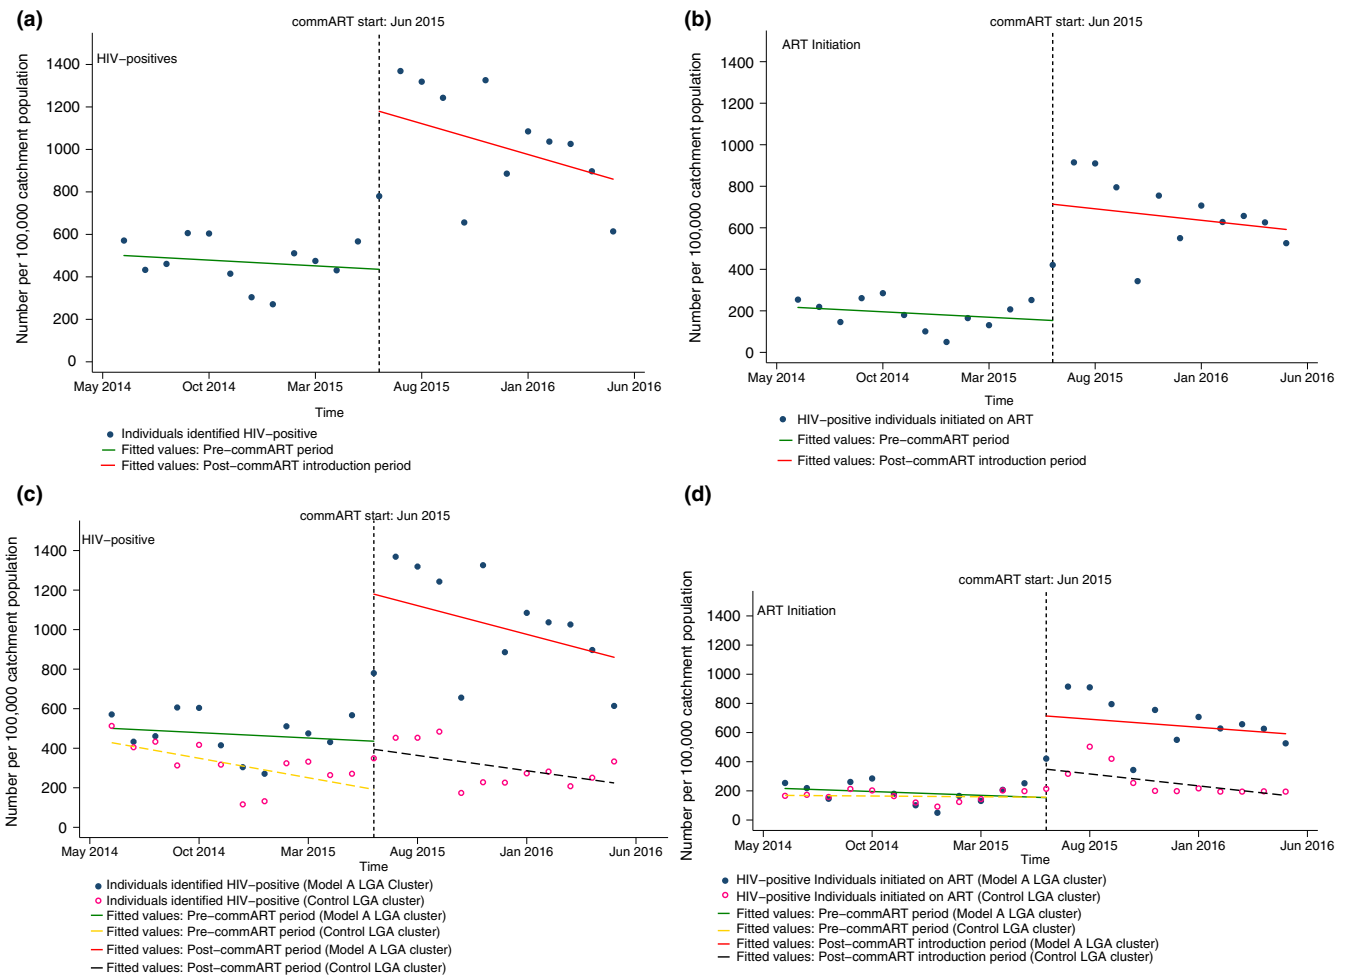 (a)
commART start: Jun 2015
HIV−positives
Number per 100,000 catchment population
1400
1200
1000
800
600
400
200
0
May 2014 Oct 2014 Mar 2015 Aug 2015 Jan 2016 Jun 2016
Time
Individuals identified HIV−positive
Fitted values: Pre−commART period
Fitted values: Post−commART introduction period
(b)
commART start: Jun 2015
ART Initiation
Number per 100,000 catchment population
1400
1200
1000
800
600
400
200
0
May 2014 Oct 2014 Mar 2015 Aug 2015 Jan 2016 Jun 2016
Time
HIV−positive individuals initiated on ART
Fitted values: Pre−commART period
Fitted values: Post−commART introduction period
(c)
commART start: Jun 2015
HIV−positive
Number per 100,000 catchment population
1400
1200
1000
800
600
400
200
0
May 2014 Oct 2014 Mar 2015 Aug 2015 Jan 2016 Jun 2016
Time
Individuals identified HIV−positive (Model A LGA Cluster)
Individuals identified HIV−positive (Control LGA cluster)
Fitted values: Pre−commART period (Model A LGA cluster)
Fitted values: Pre−commART period (Control LGA cluster)
Fitted values: Post−commART period (Model A LGA cluster)
Fitted values: Post−commART period (Control LGA cluster)
(d)
commART start: Jun 2015
ART Initiation
Number per 100,000 catchment population
1400
1200
1000
800
600
400
200
0
May 2014 Oct 2014 Mar 2015 Aug 2015 Jan 2016 Jun 2016
Time
HIV−positive Individuals initiated on ART (Model A LGA Cluster)
HIV−positive Individuals initiated on ART (Control LGA cluster)
Fitted values: Pre−commART period (Model A LGA cluster)
Fitted values: Pre−commART period (Control LGA cluster)
Fitted values: Post−commART introduction period (Model A LGA cluster)
Fitted values: Post−commART introduction period (Control LGA cluster)